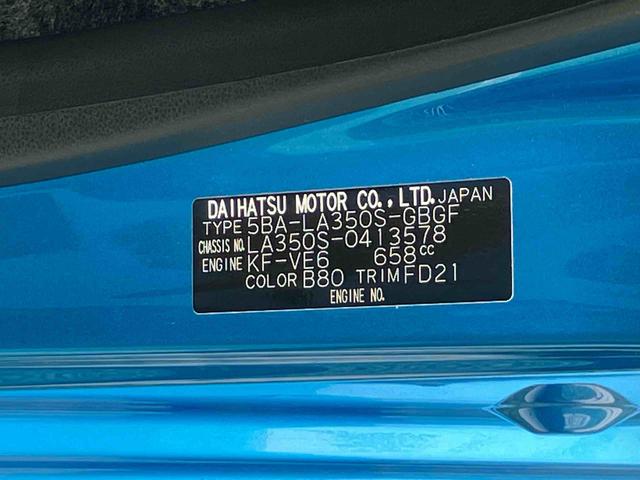 DAIHATSU MOTOR CO., LTD. JAPAN
TYPE 5BA-LA350S-GBGF
CHASSIS NO. LA350S-0413578
ENGINE KF-VE6 658cc
COLOR B80 TRIM FD21
ENGINE NO.